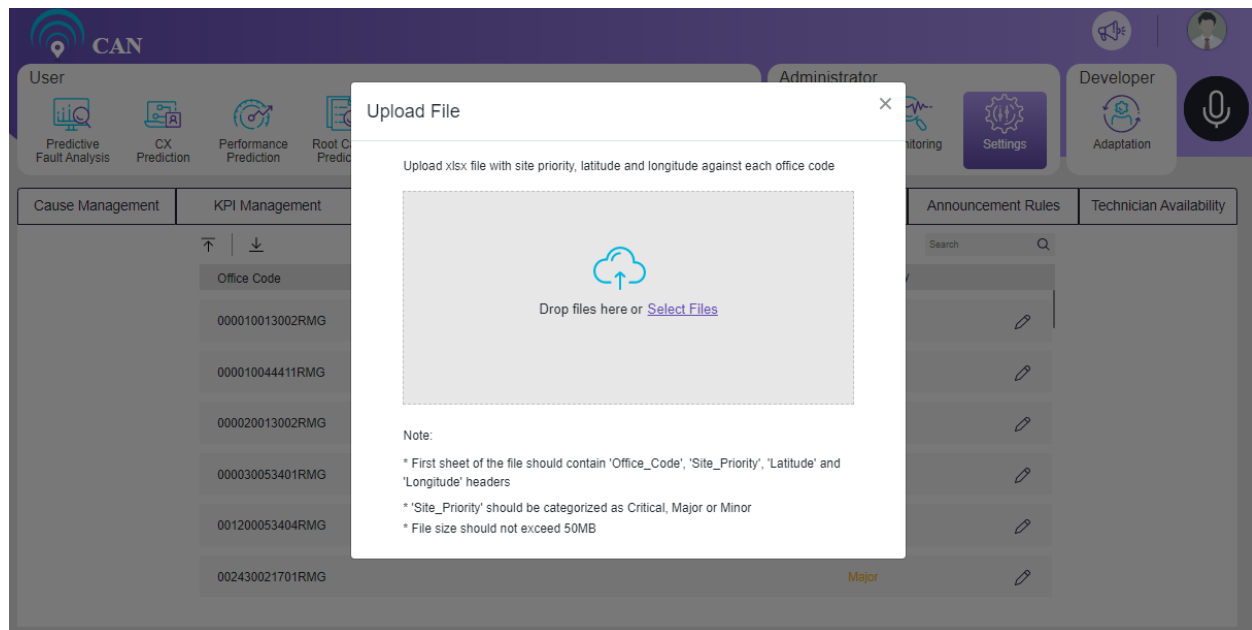 CAN
User
Administrator
Developer
Predictive
Fault Analysis
CX
Prediction
Performance
Prediction
Settings
Adaptation
Upload File
Upload xlsx file with site priority, latitude and longitude against each office code
Drop files here or Select Files
Note:
* First sheet of the file should contain 'Office_Code', 'Site_Priority', 'Latitude' and
'Longitude' headers
* 'Site_Priority' should be categorized as Critical, Major or Minor
* File size should not exceed 50MB
Cause Management
KPI Management
Announcement Rules
Technician Availability
Search
Office Code
000010013002RMG
000010044411RMG
000020013002RMG
000030053401RMG
001200053404RMG
002430021701RMG Major